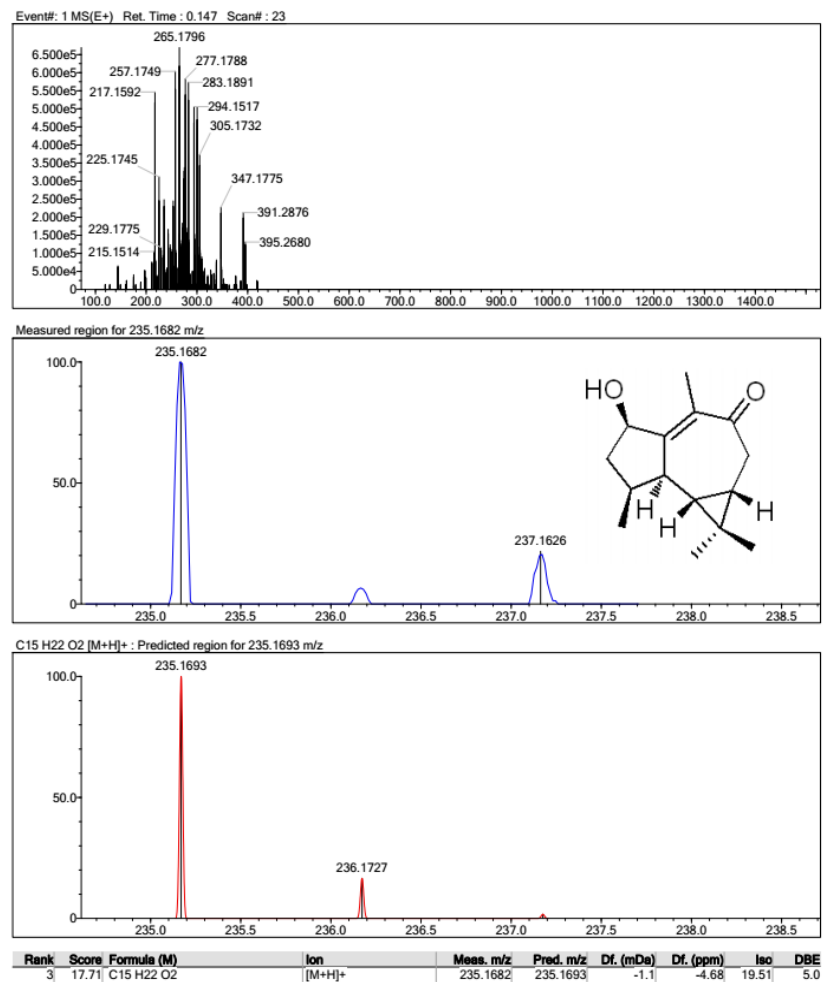 Event#: 1 MS(E+) Ret. Time : 0.147 Scan# : 23
265.1796
6.500e5
6.000e5
5.500e5
5.000e5
4.500e5
4.000e5
3.500e5
3.000e5
2.500e5
2.000e5
1.500e5
1.000e5
5.000e4
0
257.1749
277.1788
217.1592
283.1891
294.1517
305.1732
225.1745
347.1775
229.1775
391.2876
215.1514
395.2680
100.0 200.0 300.0 400.0 500.0 600.0 700.0 800.0 900.0 1000.0 1100.0 1200.0 1300.0 1400.0
Measured region for 235.1682 m/z
235.1682
100.0
50.0
0
237.1626
HO
O
H
H
H
235.0 235.5 236.0 236.5 237.0 237.5 238.0 238.5
C15 H22 O2 [M+H]+ : Predicted region for 235.1693 m/z
235.1693
100.0
50.0
0
236.1727
235.0 235.5 236.0 236.5 237.0 237.5 238.0 238.5
Rank Score Formula (M) Ion Meas. m/z Pred. m/z Df. (mDa) Df. (ppm) Iso DBE
3 17.71 C15 H22 O2 [M+H]+ 235.1682 235.1693 -1.1 -4.68 19.51 5.0